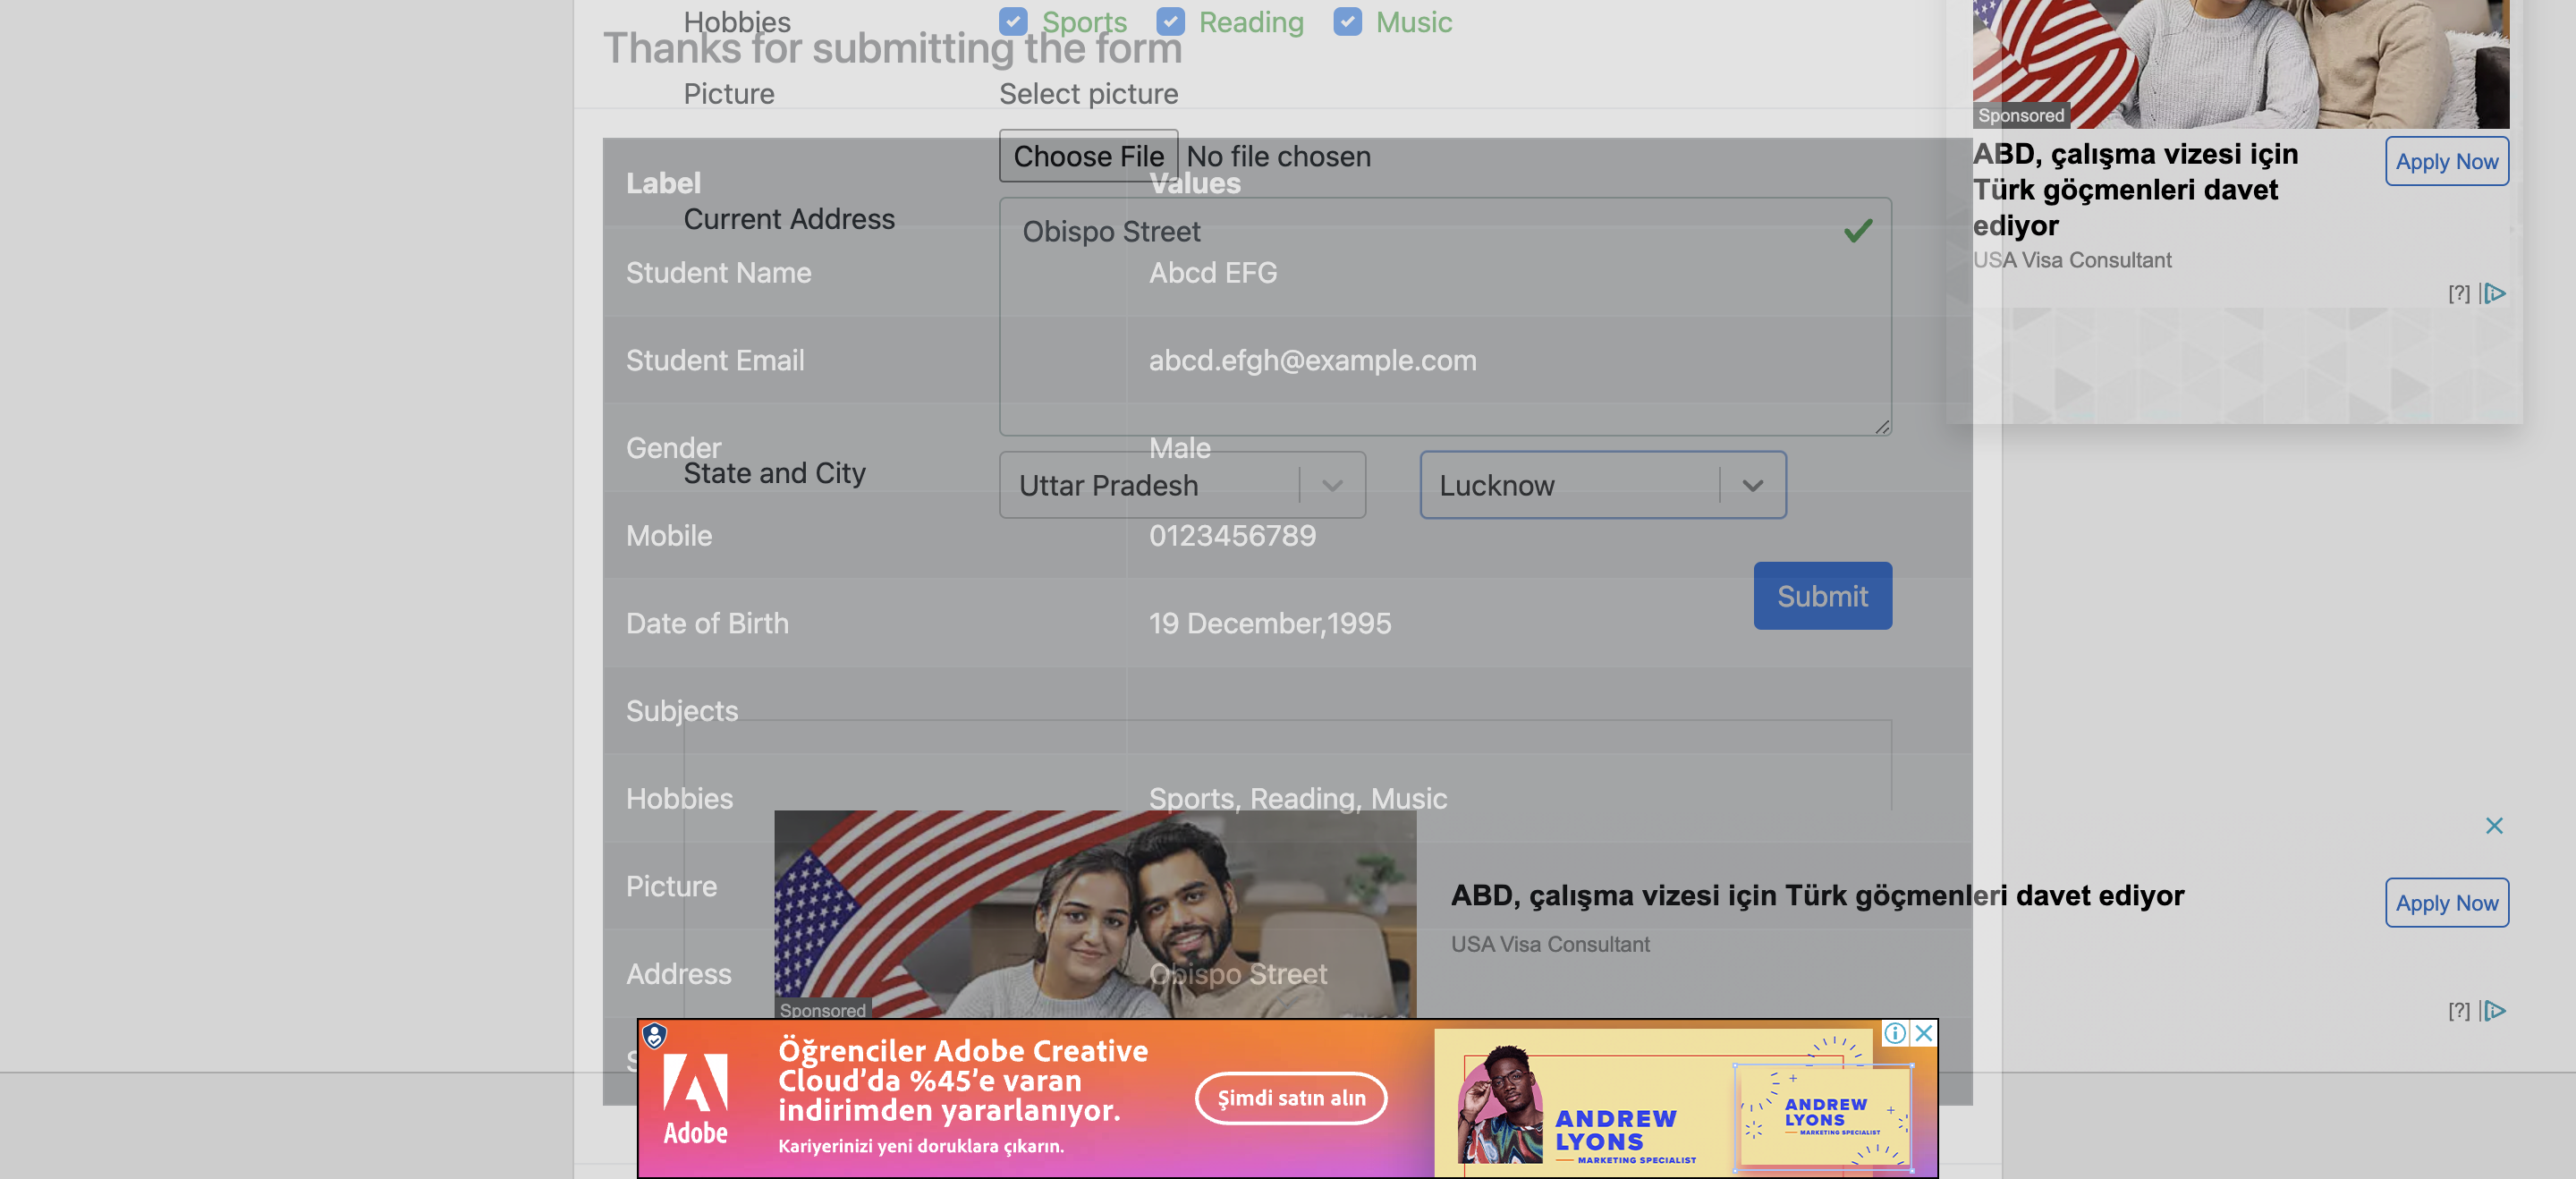 Hobbies
Sports
Reading
Music
Thanks for submitting the form
Picture
Select picture
Choose File
No file chosen
Label
Values
Current Address
Obispo Street
Student Name
Abcd EFG
Student Email
abcd.efgh@example.com
Gender
Male
State and City
Uttar Pradesh
Lucknow
Mobile
0123456789
Submit
Date of Birth
19 December,1995
Subjects
Hobbies
Sports, Reading, Music
Picture
Address
Obispo Street
S
Sponsored
ABD, çalışma vizesi için
Türk göçmenleri davet
ediyor
Apply Now
USA Visa Consultant
[?]
Sponsored
ABD, çalışma vizesi için Türk göçmenleri davet ediyor
USA Visa Consultant
Apply Now
[?]
Adobe
Öğrenciler Adobe Creative
Cloud'da %45'e varan
indirimden yararlanıyor.
Kariyerinizi yeni doruklara çıkarın.
Şimdi satın alın
ANDREW
LYONS
MARKETING SPECIALIST
ANDREW
LYONS
MARKETING SPECIALIST